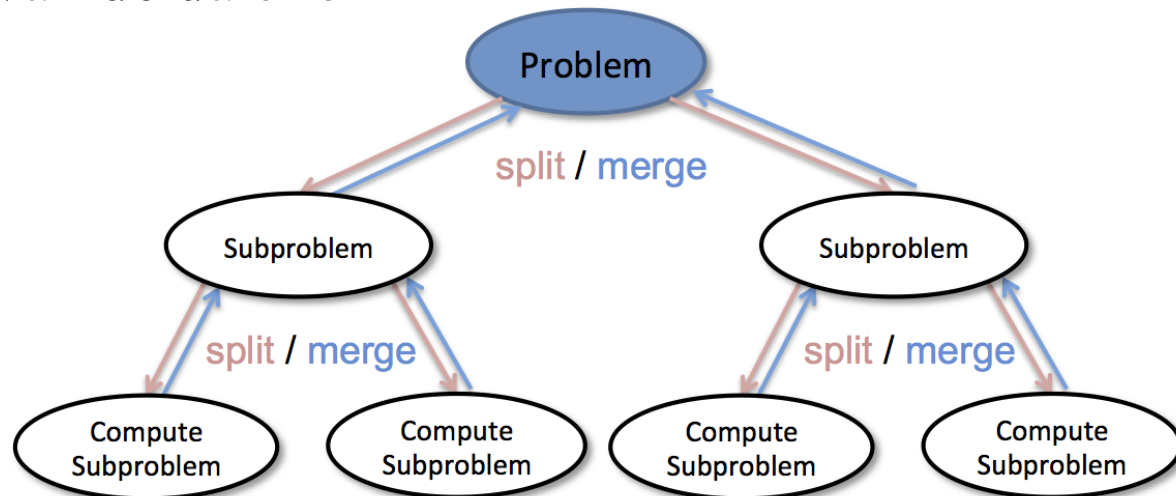 Problem
split / merge
Subproblem
Subproblem
split / merge
split / merge
Compute
Subproblem
Compute
Subproblem
Compute
Subproblem
Compute
Subproblem